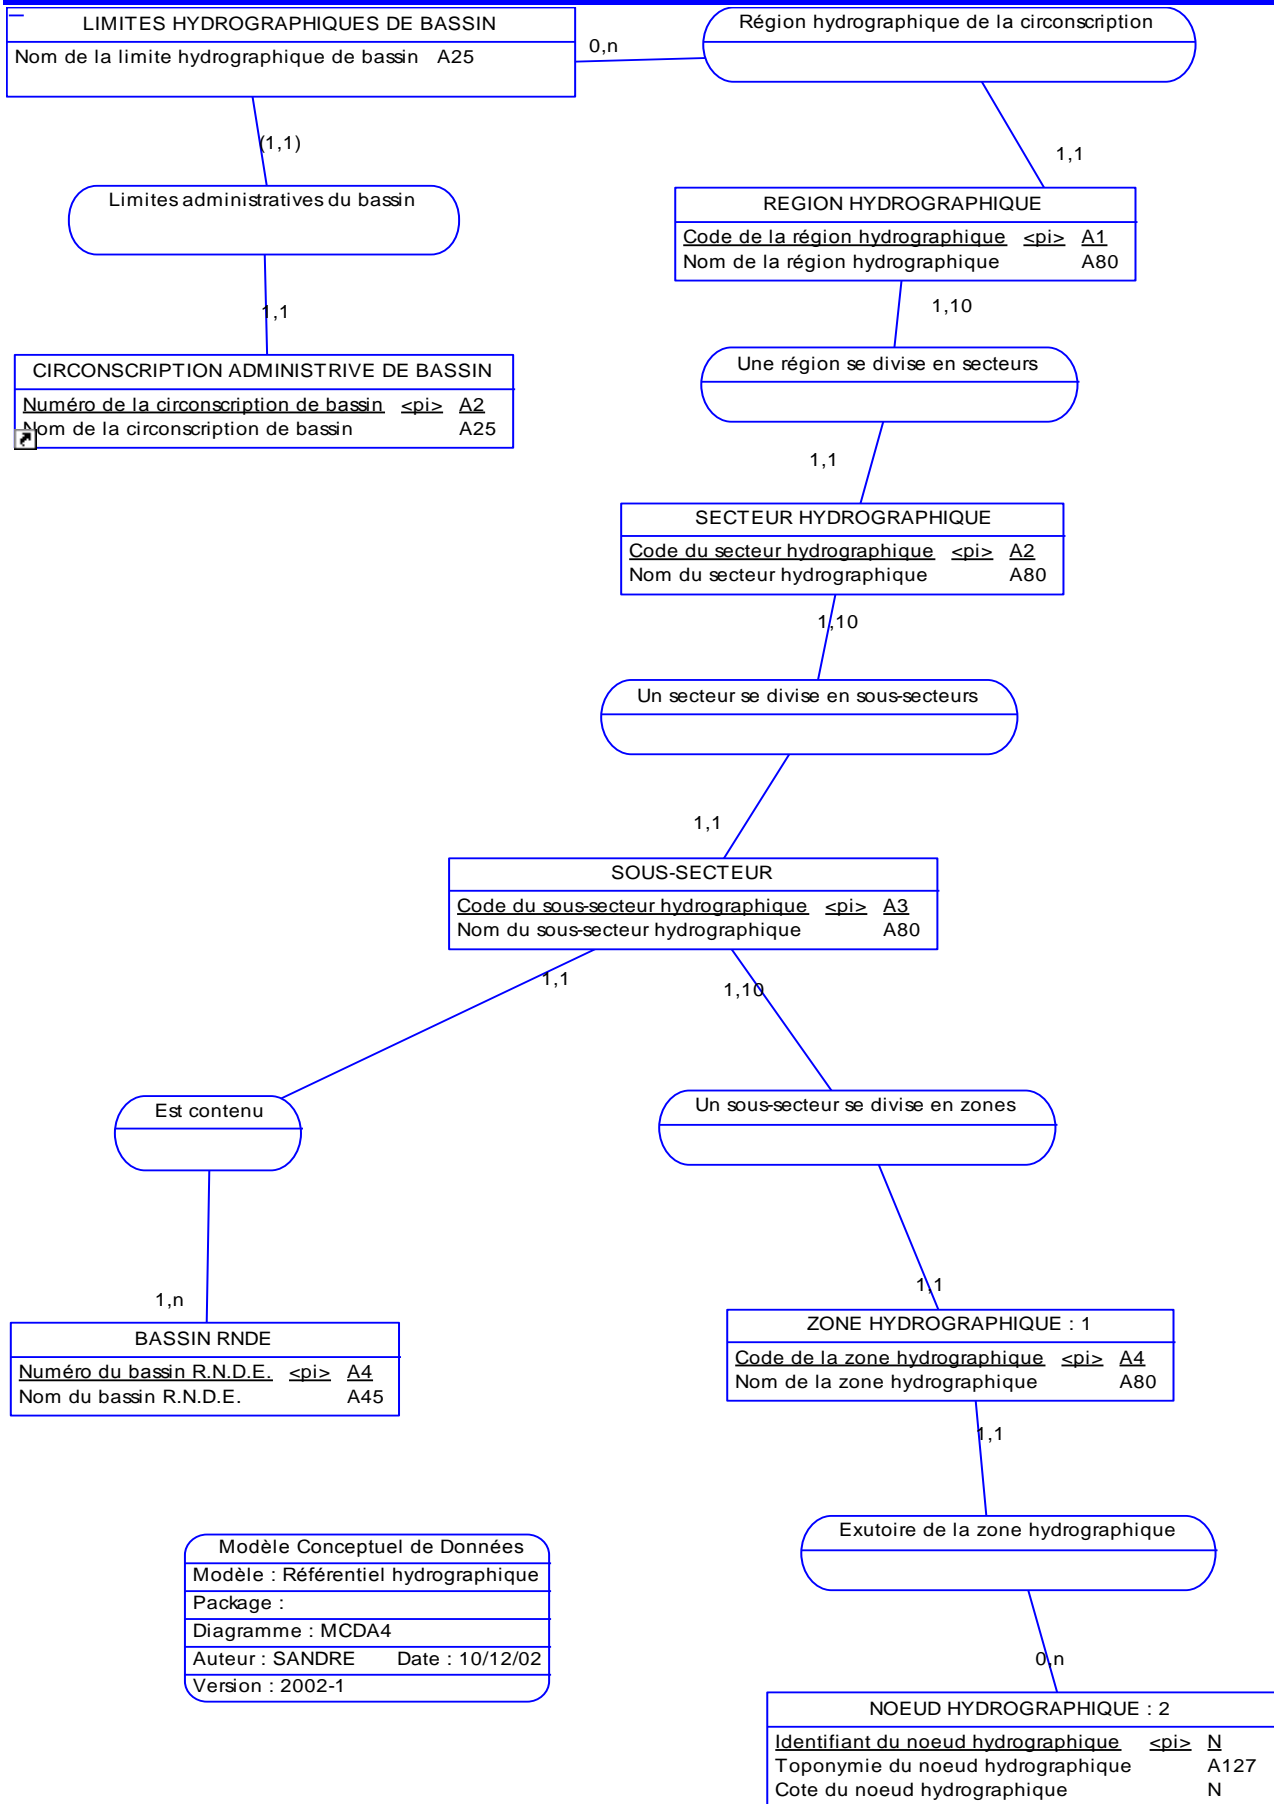 LIMITES HYDROGRAPHIQUES DE BASSIN
Nom de la limite hydrographique de bassin A25
0,n
Région hydrographique de la circonscription
(1,1)
1,1
Limites administratives du bassin
REGION HYDROGRAPHIQUE
Code de la région hydrographique <pi> A1
Nom de la région hydrographique A80
1,1
1,10
CIRCONSCRIPTION ADMINISTRIVE DE BASSIN
Numéro de la circonscription de bassin <pi> A2
Nom de la circonscription de bassin A25
Une région se divise en secteurs
1,1
SECTEUR HYDROGRAPHIQUE
Code du secteur hydrographique <pi> A2
Nom du secteur hydrographique A80
1,10
Un secteur se divise en sous-secteurs
1,1
SOUS-SECTEUR
Code du sous-secteur hydrographique <pi> A3
Nom du sous-secteur hydrographique A80
1,1
1,10
Est contenu
Un sous-secteur se divise en zones
1,n
1,1
BASSIN RNDE
Numéro du bassin R.N.D.E. <pi> A4
Nom du bassin R.N.D.E. A45
ZONE HYDROGRAPHIQUE : 1
Code de la zone hydrographique <pi> A4
Nom de la zone hydrographique A80
1,1
Exutoire de la zone hydrographique
Modèle Conceptuel de Données
Modèle : Référentiel hydrographique
Package :
Diagramme : MCDA4
Auteur : SANDRE Date : 10/12/02
Version : 2002-1
0,n
NOEUD HYDROGRAPHIQUE : 2
Identifiant du noeud hydrographique <pi> N
Toponymie du noeud hydrographique A127
Cote du noeud hydrographique N